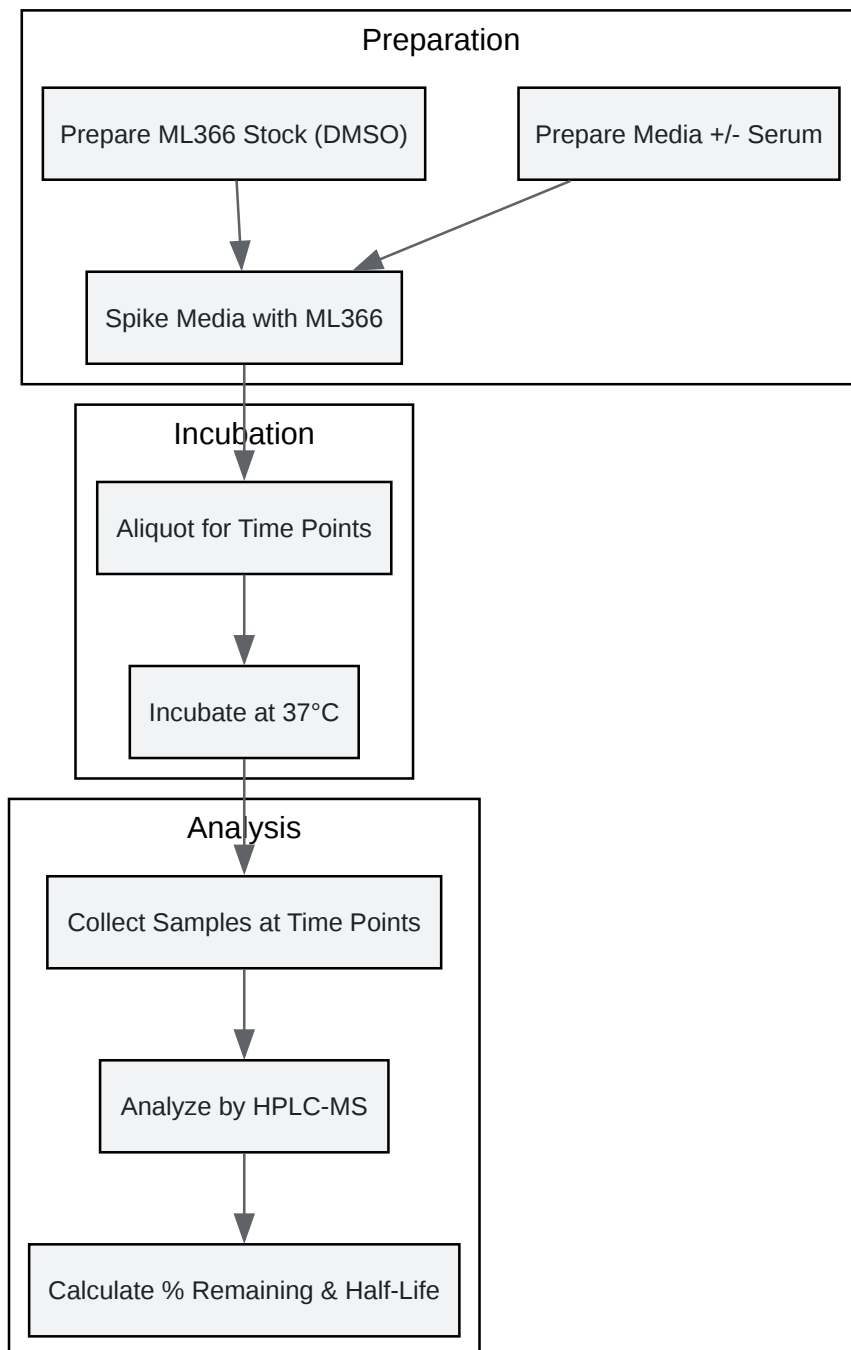 Preparation
Prepare ML366 Stock (DMSO)
Prepare Media +/- Serum
Spike Media with ML366
Incubation
Aliquot for Time Points
Incubate at 37°C
Analysis
Collect Samples at Time Points
Analyze by HPLC-MS
Calculate % Remaining & Half-Life